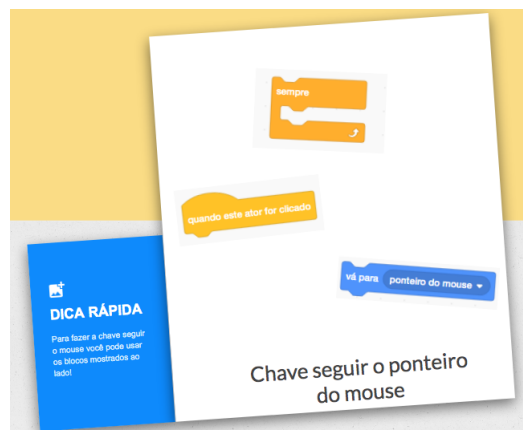 sempre
quando este ator for clicado
vá para ponteiro do mouse
DICA RÁPIDA
Para fazer a chave seguir
o mouse você pode usar
os blocos mostrados ao
lado!
Chave seguir o ponteiro
do mouse